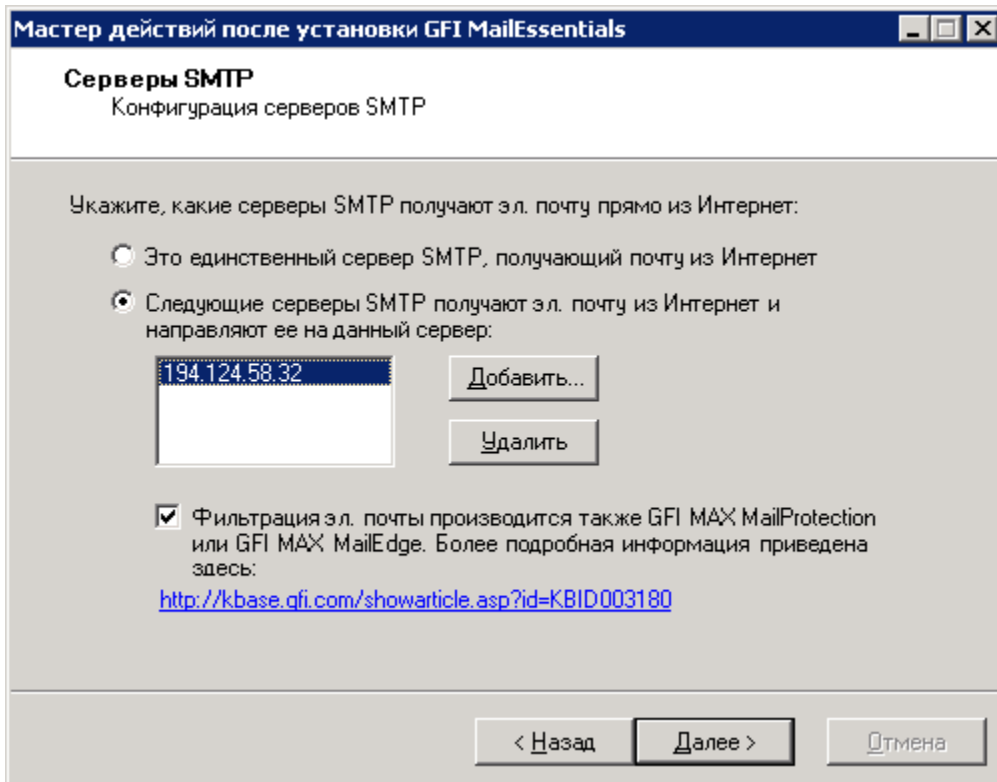 Мастер действий после установки GFI MailEssentials
Серверы SMTP
Конфигурация серверов SMTP
Укажите, какие серверы SMTP получают эл. почту прямо из Интернет:
Это единственный сервер SMTP, получающий почту из Интернет
Следующие серверы SMTP получают эл. почту из Интернет и
направляют ее на данный сервер:
194.124.58.32
Добавить...
Удалить
Фильтрация эл. почты производится также GFI MAX MailProtection
или GFI MAX MailEdge. Более подробная информация приведена
здесь:
http://kbase.gfi.com/showarticle.asp?id=KBID003180
< Назад
Далее >
Отмена